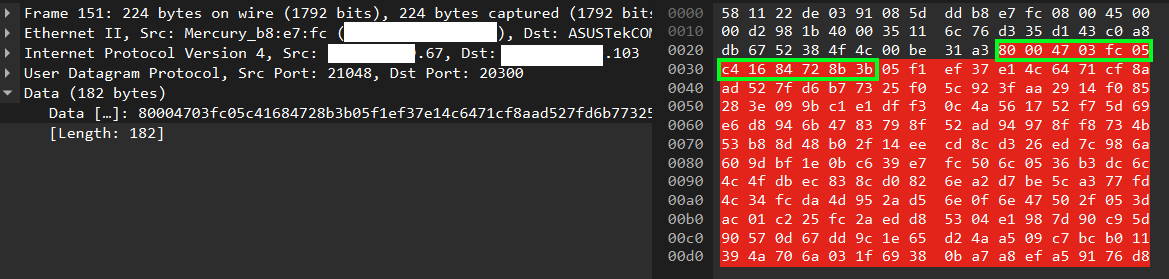 Frame 151: 224 bytes on wire (1792 bits), 224 bytes captured (1792 bits
Ethernet II, Src: Mercury_b8:e7:fc ( ), Dst: ASUSTekCOM
Internet Protocol Version 4, Src: .67, Dst: .103
User Datagram Protocol, Src Port: 21048, Dst Port: 20300
Data (182 bytes)
Data […]: 80004703fc05c41684728b3b05f1ef37e14c6471cf8aad527fd6b77325
[Length: 182]
0000 58 11 22 de 03 91 08 5d dd b8 e7 fc 08 00 45 00
0010 00 d2 98 1b 40 00 35 11 6c 76 d3 35 d1 43 c0 a8
0020 db 67 52 38 4f 4c 00 be 31 a3 80 00 47 03 fc 05
0030 c4 16 84 72 8b 3b 05 f1 ef 37 e1 4c 64 71 cf 8a
0040 ad 52 7f d6 b7 73 25 f0 5c 92 3f aa 29 14 f0 85
0050 28 3e 09 9b c1 e1 df f3 0c 4a 56 17 52 f7 5d 69
0060 e6 d8 94 6b 47 83 79 8f 52 ad 94 97 8f f8 73 4b
0070 53 b8 8d 48 b0 2f 14 ee cd 8c d3 26 ed 7c 98 6a
0080 60 9d bf 1e 0b c6 39 e7 fc 50 6c 05 36 b3 dc 6c
0090 4c 4f db ec 83 8c d0 82 6e a2 d7 be 5c a3 77 fd
00a0 4c 34 fc da 4d 95 2a d5 6e 0f 6e 47 50 2f 05 3d
00b0 ac 01 c2 25 fc 2a ed d8 53 04 e1 98 7d 90 c9 5d
00c0 90 57 0d 67 dd 9c 1e 65 d2 4a a5 09 c7 bc b0 11
00d0 39 4a 70 6a 03 1f 69 38 0b a7 a8 ef a5 91 76 d8